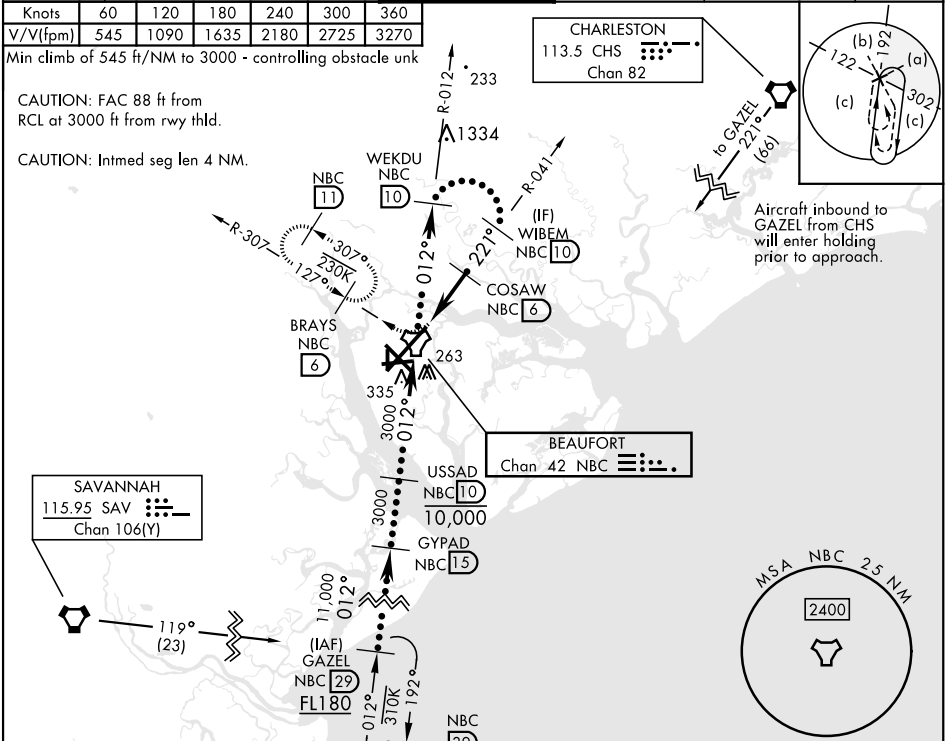 Knots 60 120 180 240 300 360
V/V(fpm) 545 1090 1635 2180 2725 3270
Min climb of 545 ft/NM to 3000 - controlling obstacle unk
CAUTION: FAC 88 ft from
RCL at 3000 ft from rwy thld.
CAUTION: Intmed seg len 4 NM.
CHARLESTON
113.5 CHS
Chan 82
to GAZEL
221°
(66)
(b)
192
(a)
122
302
(c)
(c)
Aircraft inbound to
GAZEL from CHS
will enter holding
prior to approach.
R-012
233
1334
WEKDU
NBC
10
R-041
NBC
11
(IF)
WIBEM
NBC 10
R-307
307°
230K
127°
012°
221°
COSAW
NBC 6
BRAYS
NBC
6
263
335
3000
012°
BEAUFORT
Chan 42 NBC
USSAD
NBC 10
10,000
3000
GYPAD
NBC 15
SAVANNAH
115.95 SAV
Chan 106(Y)
119°
(23)
11,000
012°
(IAF)
GAZEL
NBC 29
FL180
012°
310K
192°
NBC
MSA NBC 25 NM
2400